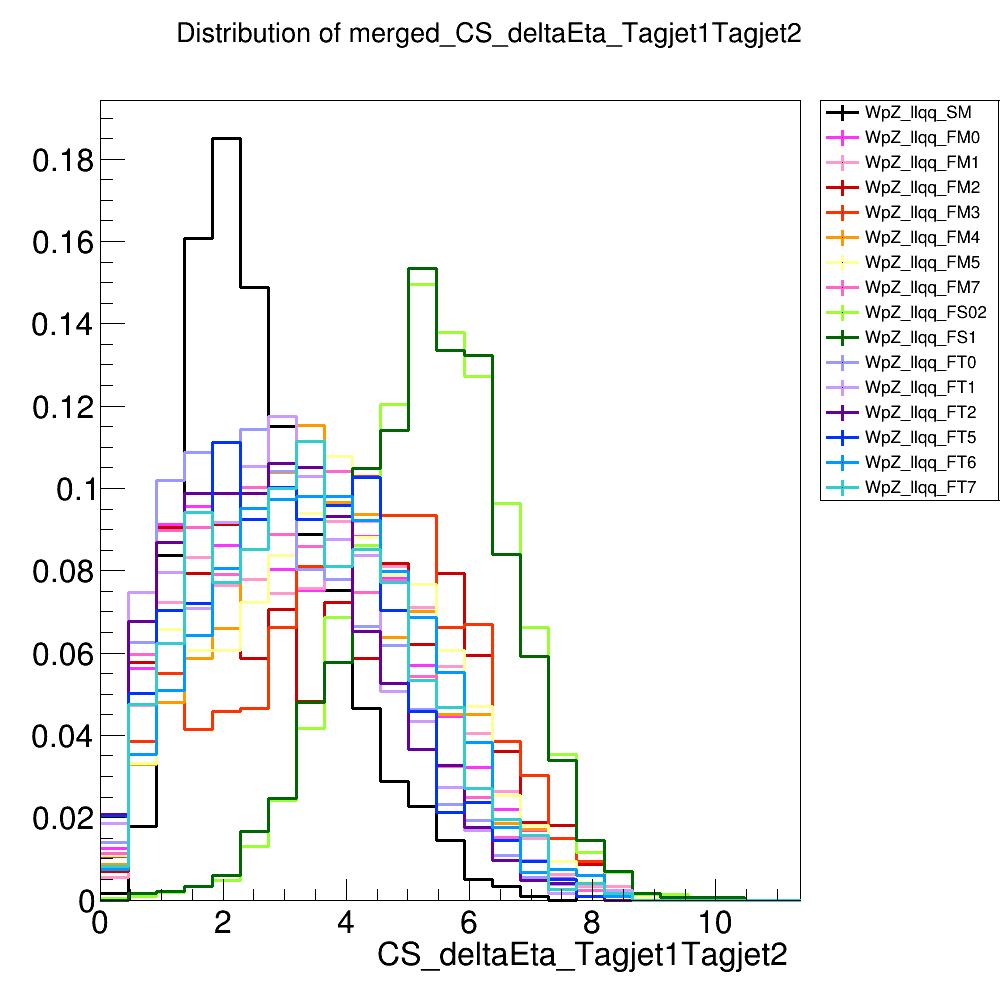 Distribution of merged_CS_deltaEta_Tagjet1Tagjet2
WpZ_llqq_SM
WpZ_llqq_FM0
WpZ_llqq_FM1
WpZ_llqq_FM2
WpZ_llqq_FM3
WpZ_llqq_FM4
WpZ_llqq_FM5
WpZ_llqq_FM7
WpZ_llqq_FS02
WpZ_llqq_FS1
WpZ_llqq_FT0
WpZ_llqq_FT1
WpZ_llqq_FT2
WpZ_llqq_FT5
WpZ_llqq_FT6
WpZ_llqq_FT7
0.18
0.16
0.14
0.12
0.1
0.08
0.06
0.04
0.02
0
0 2 4 6 8 10
CS_deltaEta_Tagjet1Tagjet2